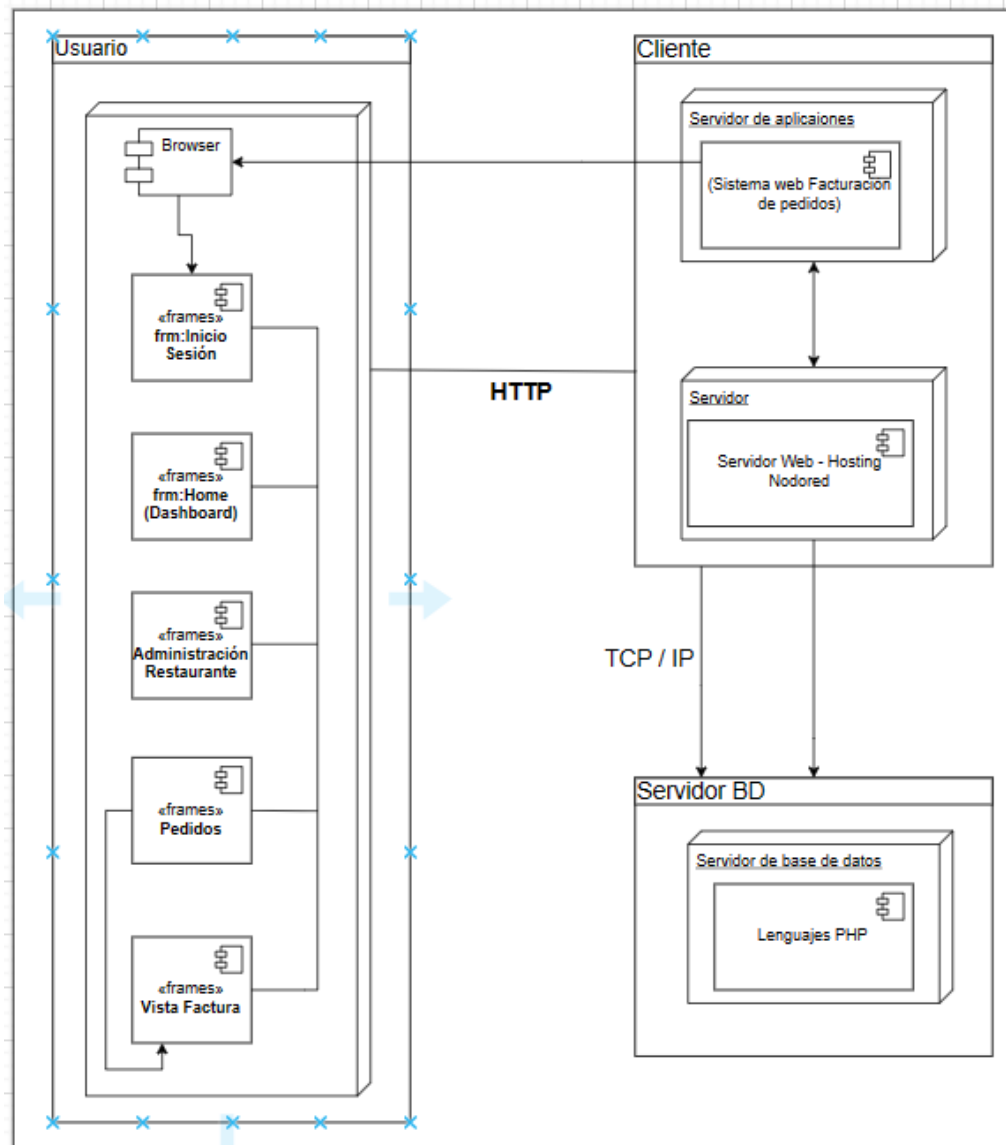 Usuario
Browser
«frames»
frm:Inicio
Sesión
«frames»
frm:Home
(Dashboard)
«frames»
Administración
Restaurante
«frames»
Pedidos
«frames»
Vista Factura
HTTP
Cliente
Servidor de aplicaiones
(Sistema web Facturación
de pedidos)
Servidor
Servidor Web - Hosting
Nodored
TCP / IP
Servidor BD
Servidor de base de datos
Lenguajes PHP